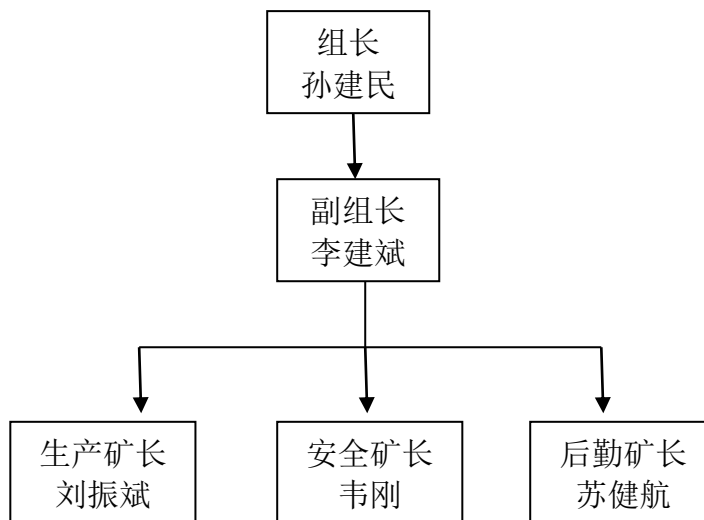 组长
孙建民
副组长
李建斌
生产矿长
刘振斌
安全矿长
韦刚
后勤矿长
苏健航